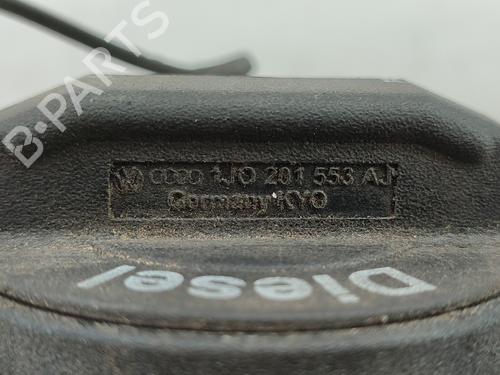 1J0 201 553 AJ
Germany KYO
Diesel
B-PARTS